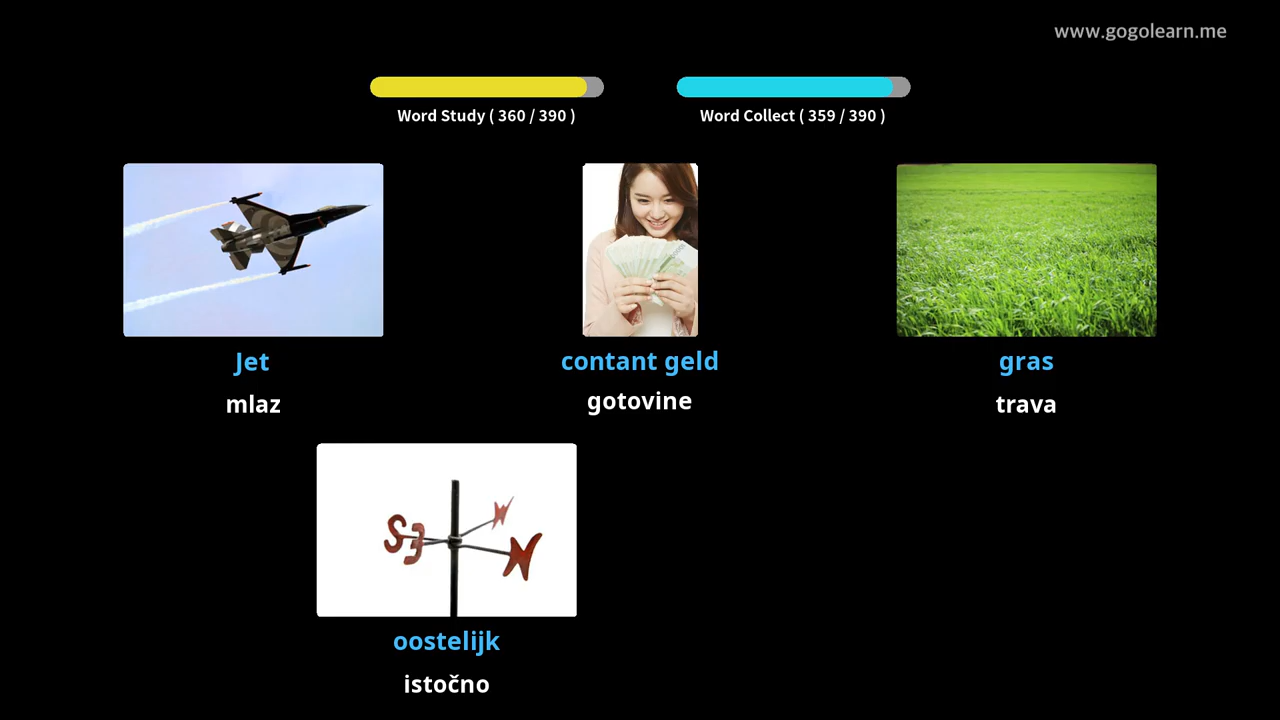 www.gogolearn.me
Word Study ( 360 / 390 )
Word Collect ( 359 / 390 )
Jet
contant geld
gras
mlaz
gotovine
trava
S E N
oostelijk
istočno